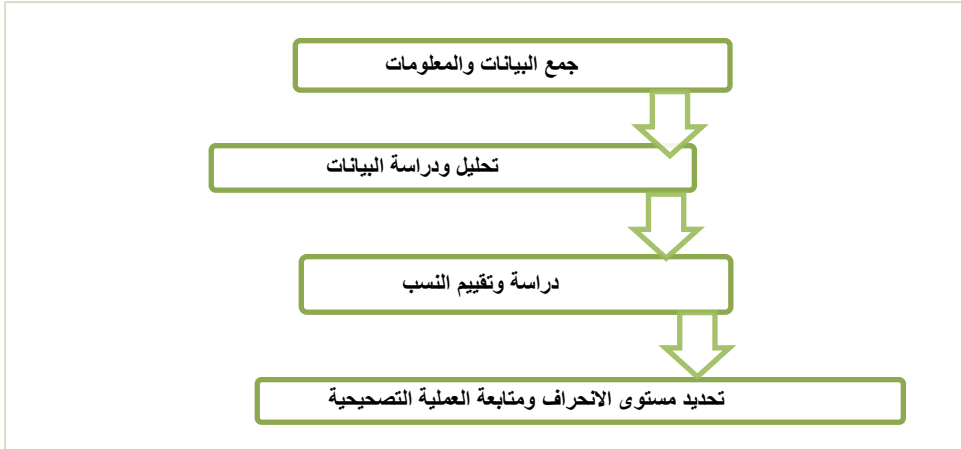 جمع البيانات والمعلومات
تحليل ودراسة البيانات
دراسة وتقييم النسب
تحديد مستوى الانحراف ومتابعة العملية التصحيحية